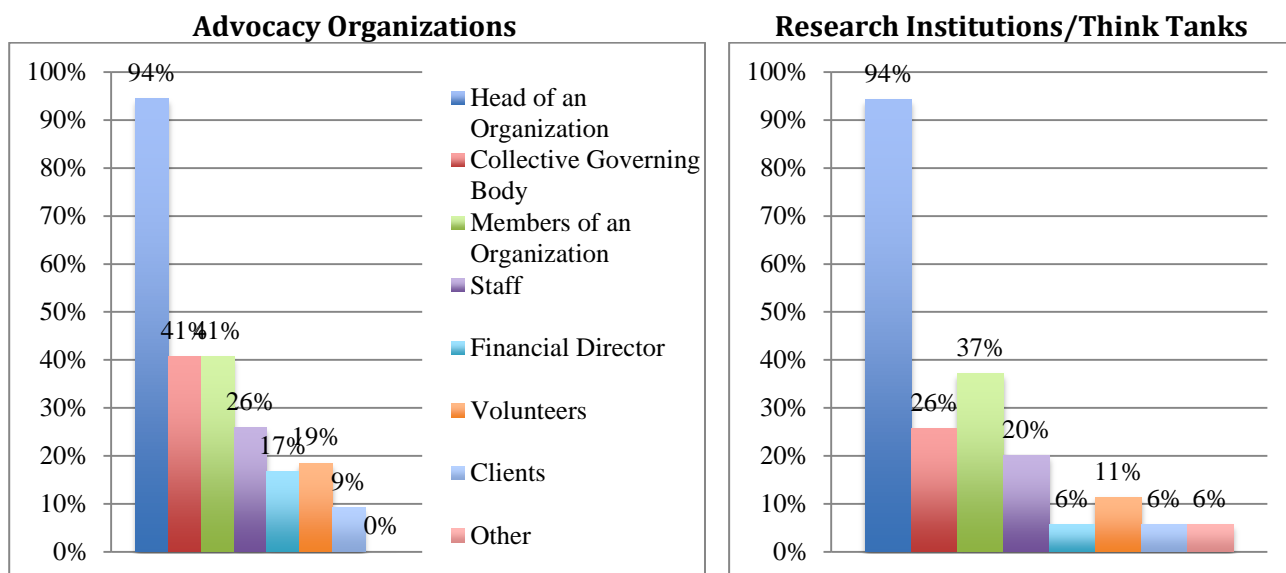 Advocacy Organizations
100%
90%
80%
70%
60%
50%
40%
30%
20%
10%
0%
94%
41%
41%
26%
17%
19%
9%
0%
Head of an
Organization
Collective Governing
Body
Members of an
Organization
Staff
Financial Director
Volunteers
Clients
Other
Research Institutions/Think Tanks
100%
90%
80%
70%
60%
50%
40%
30%
20%
10%
0%
94%
26%
37%
20%
6%
11%
6%
6%